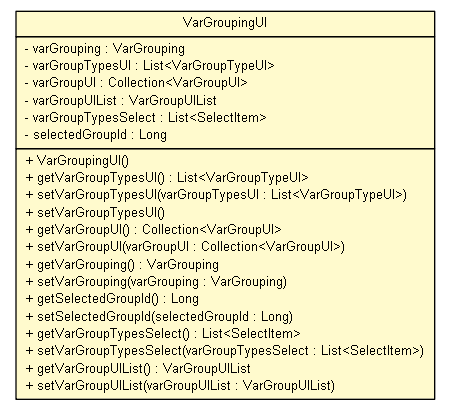 VarGroupingUI
- varGrouping : VarGrouping
- varGroupTypesUI : List<VarGroupTypeUI>
- varGroupUI : Collection<VarGroupUI>
- varGroupUIList : VarGroupUIList
- varGroupTypesSelect : List<SelectItem>
- selectedGroupId : Long
+ VarGroupingUI()
+ getVarGroupTypesUI() : List<VarGroupTypeUI>
+ setVarGroupTypesUI(varGroupTypesUI : List<VarGroupTypeUI>)
+ setVarGroupTypesUI()
+ getVarGroupUI() : Collection<VarGroupUI>
+ setVarGroupUI(varGroupUI : Collection<VarGroupUI>)
+ getVarGrouping() : VarGrouping
+ setVarGrouping(varGrouping : VarGrouping)
+ getSelectedGroupId() : Long
+ setSelectedGroupId(selectedGroupId : Long)
+ getVarGroupTypesSelect() : List<SelectItem>
+ setVarGroupTypesSelect(varGroupTypesSelect : List<SelectItem>)
+ getVarGroupUIList() : VarGroupUIList
+ setVarGroupUIList(varGroupUIList : VarGroupUIList)